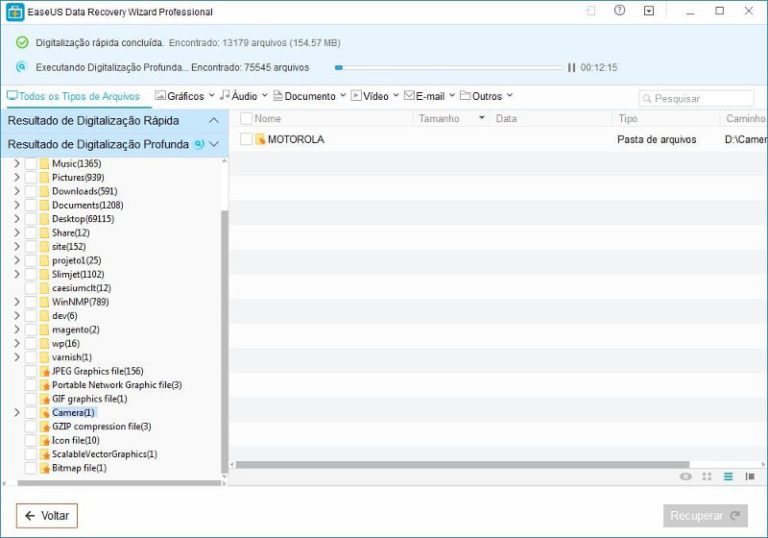 EaseUS Data Recovery Wizard Professional
Digitalização rápida concluída. Encontrado: 13179 arquivos (154.57 MB)
Executando Digitalização Profunda... Encontrado: 75545 arquivos
00:12:15
Todos os Tipos de Arquivos Gráficos Áudio Documento Vídeo E-mail Outros Pesquisar
Resultado de Digitalização Rápida
Resultado de Digitalização Profunda
Nome Tamanho Data Tipo Caminho
MOTOROLA Pasta de arquivos D:\Camer
Music(1365)
Pictures(939)
Downloads(591)
Documents(1208)
Desktop(69115)
Share(12)
site(152)
projeto1(25)
Slimjet(1102)
caesiumclt(12)
WinNMP(789)
dev(6)
magento(2)
wp(16)
varnish(1)
JPEG Graphics file(156)
Portable Network Graphic file(3)
GIF graphics file(1)
Camera(1)
GZIP compression file(3)
Icon file(10)
ScalableVectorGraphics(1)
Bitmap file(1)
Voltar
Recuperar